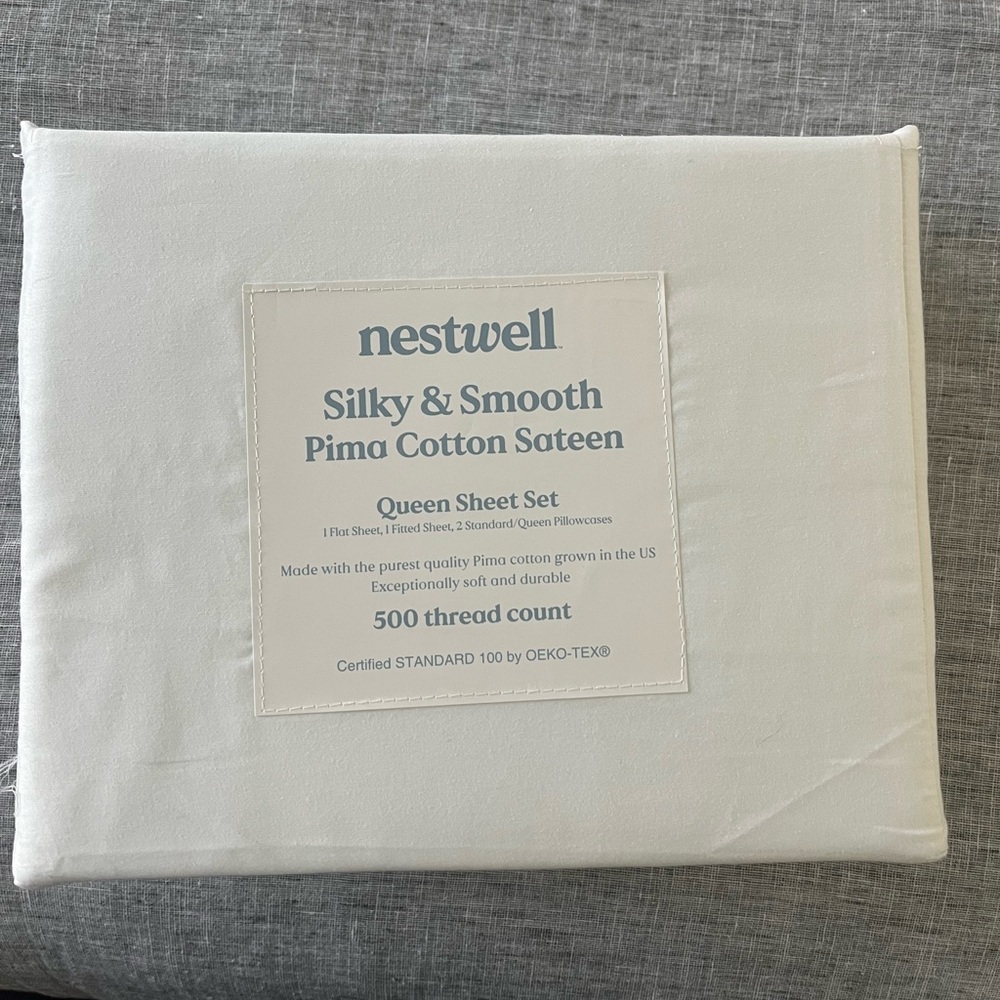 nestwell™
Silky & Smooth
Pima Cotton Sateen
Queen Sheet Set
1 Flat Sheet, 1 Fitted Sheet, 2 Standard/Queen Pillowcases
Made with the purest quality Pima cotton grown in the US
Exceptionally soft and durable
500 thread count
Certified STANDARD 100 by OEKO-TEX®